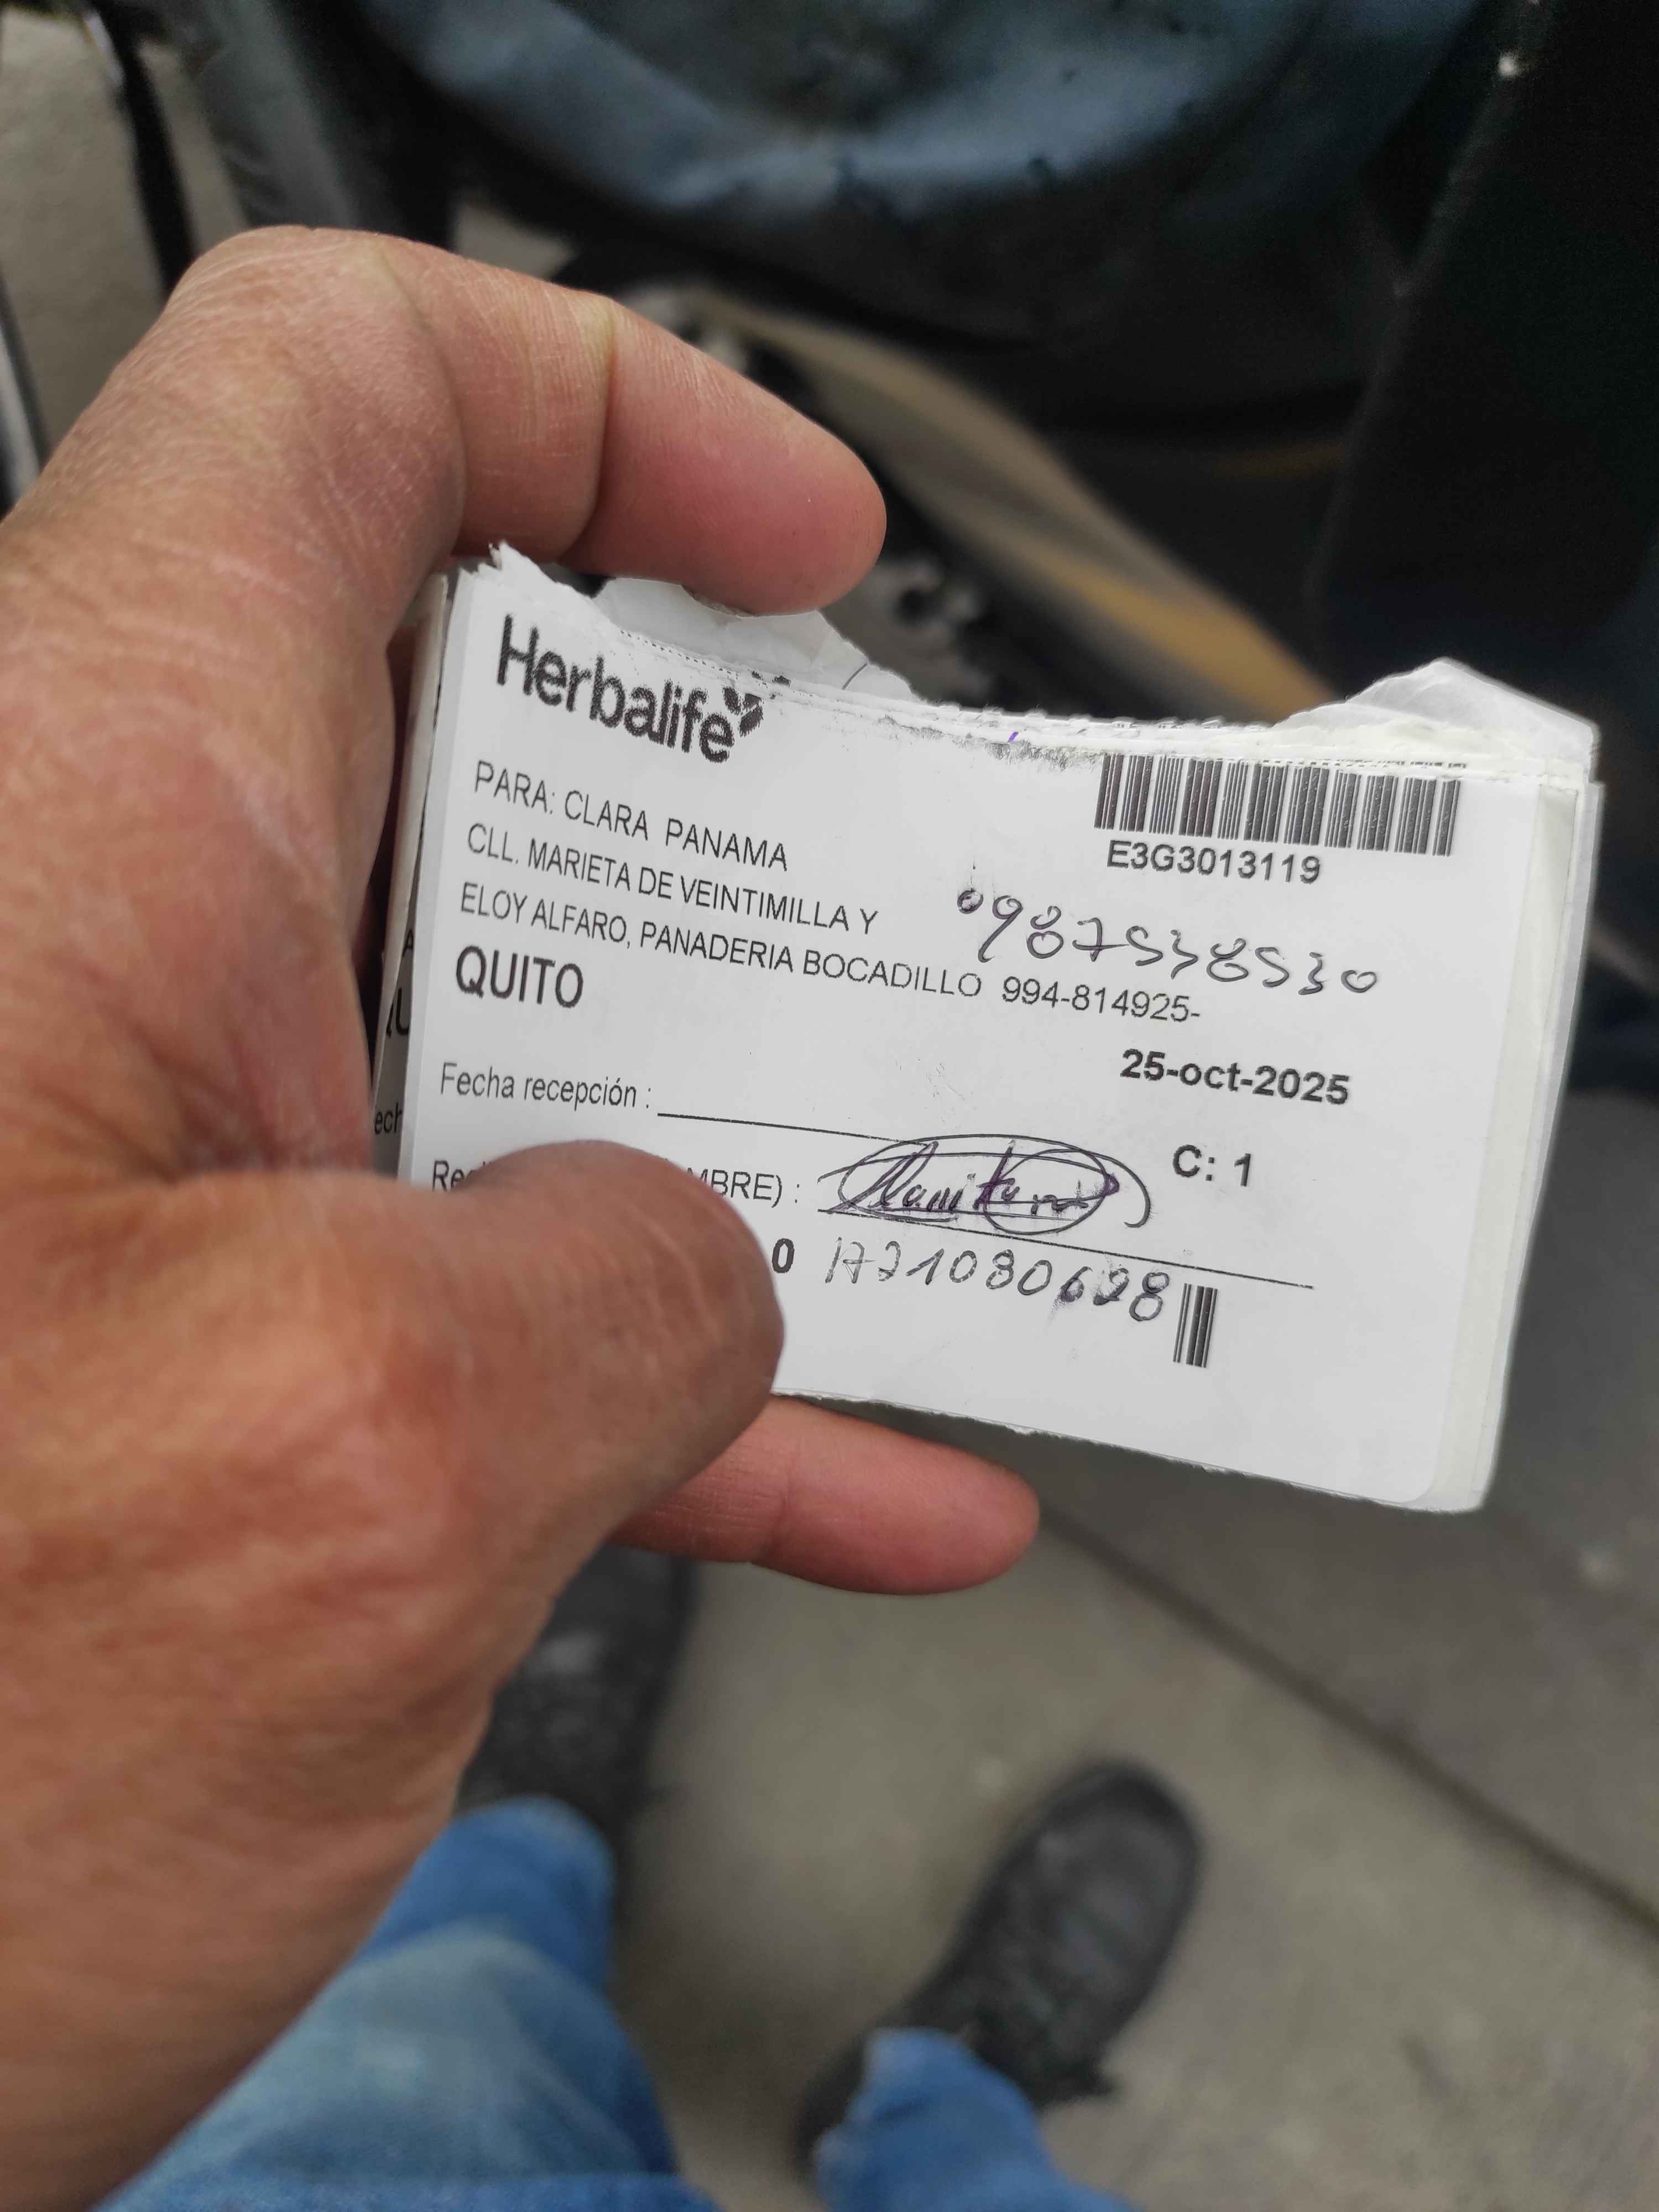 Herbalife
E3G3013119
PARA: CLARA PANAMA
CLL. MARIETA DE VEINTIMILLA Y
0987538530
ELOY ALFARO, PANADERIA BOCADILLO 994-814925-
QUITO
25-oct-2025
Fecha recepción :
C: 1
MBRE) :
0 1721080628